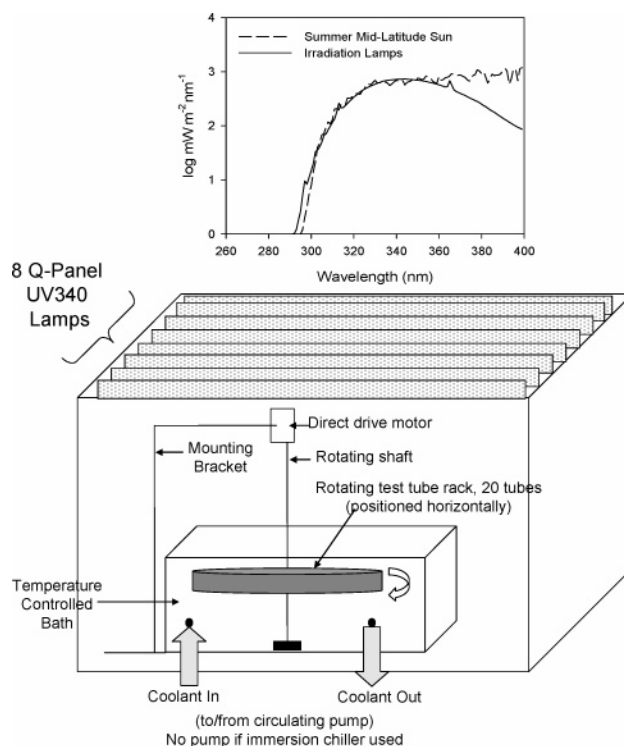 Summer Mid-Latitude Sun
Irradiation Lamps
log mW m-2 nm-1
4
3
2
1
0
260 280 300 320 340 360 380 400
Wavelength (nm)
8 Q-Panel
UV340
Lamps
Direct drive motor
Mounting
Bracket
Rotating shaft
Rotating test tube rack, 20 tubes
(positioned horizontally)
Temperature
Controlled
Bath
Coolant In
Coolant Out
(to/from circulating pump)
No pump if immersion chiller used